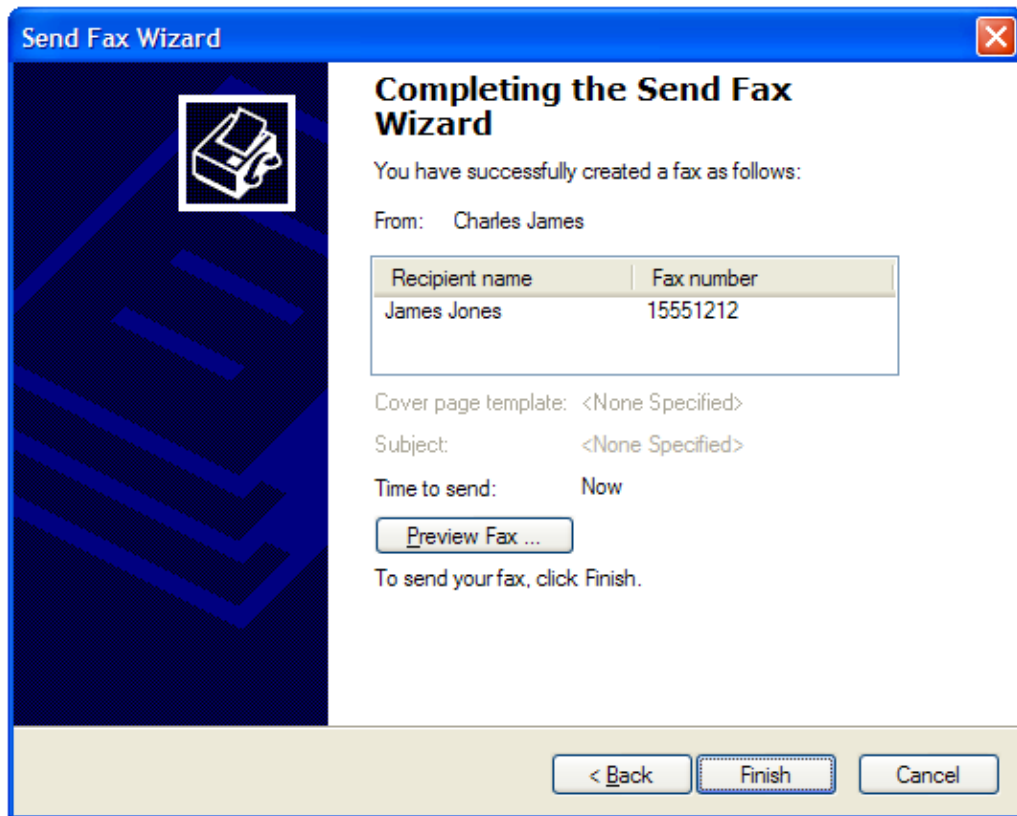 Send Fax Wizard
Completing the Send Fax
Wizard
You have successfully created a fax as follows:
From: Charles James
Recipient name Fax number
James Jones 15551212
Cover page template: <None Specified>
Subject: <None Specified>
Time to send: Now
Preview Fax ...
To send your fax, click Finish.
< Back Finish Cancel